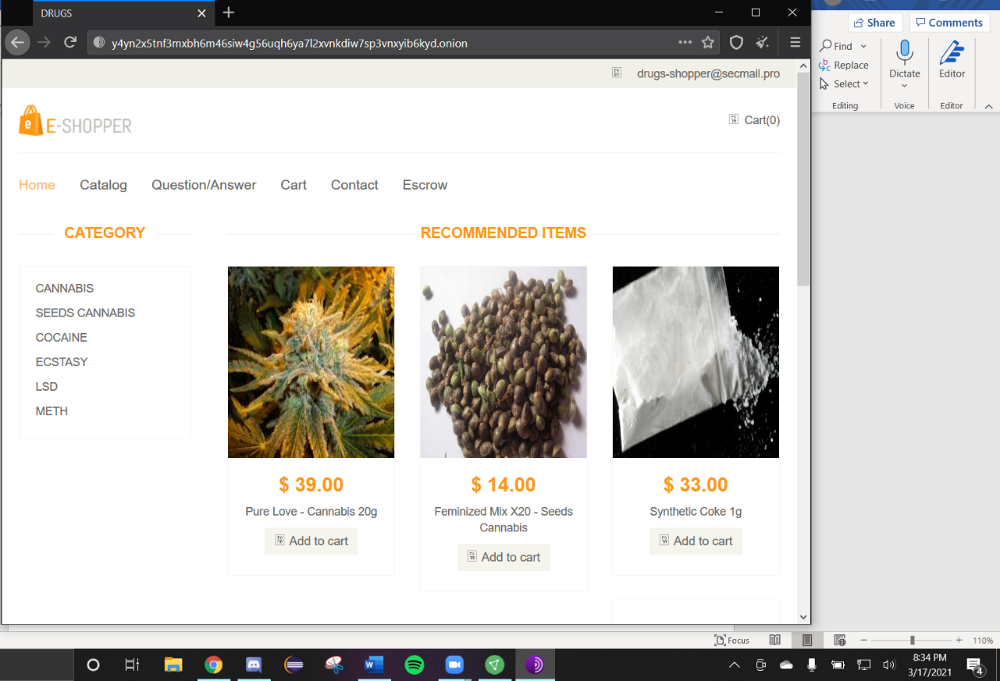 DRUGS
y4yn2x5tnf3mxbh6m46siw4g56uqh6ya7l2xvnkdiw7sp3vnxyib6kyd.onion
Share
Comments
Find
Replace
Select
Editing
Dictate
Voice
Editor
Editor
drugs-shopper@secmail.pro
E-SHOPPER
Cart(0)
Home Catalog Question/Answer Cart Contact Escrow
CATEGORY
CANNABIS
SEEDS CANNABIS
COCAINE
ECSTASY
LSD
METH
RECOMMENDED ITEMS
$ 39.00
Pure Love - Cannabis 20g
Add to cart
$ 14.00
Feminized Mix X20 - Seeds
Cannabis
Add to cart
$ 33.00
Synthetic Coke 1g
Add to cart
Focus
110%
8:34 PM
3/17/2021
4